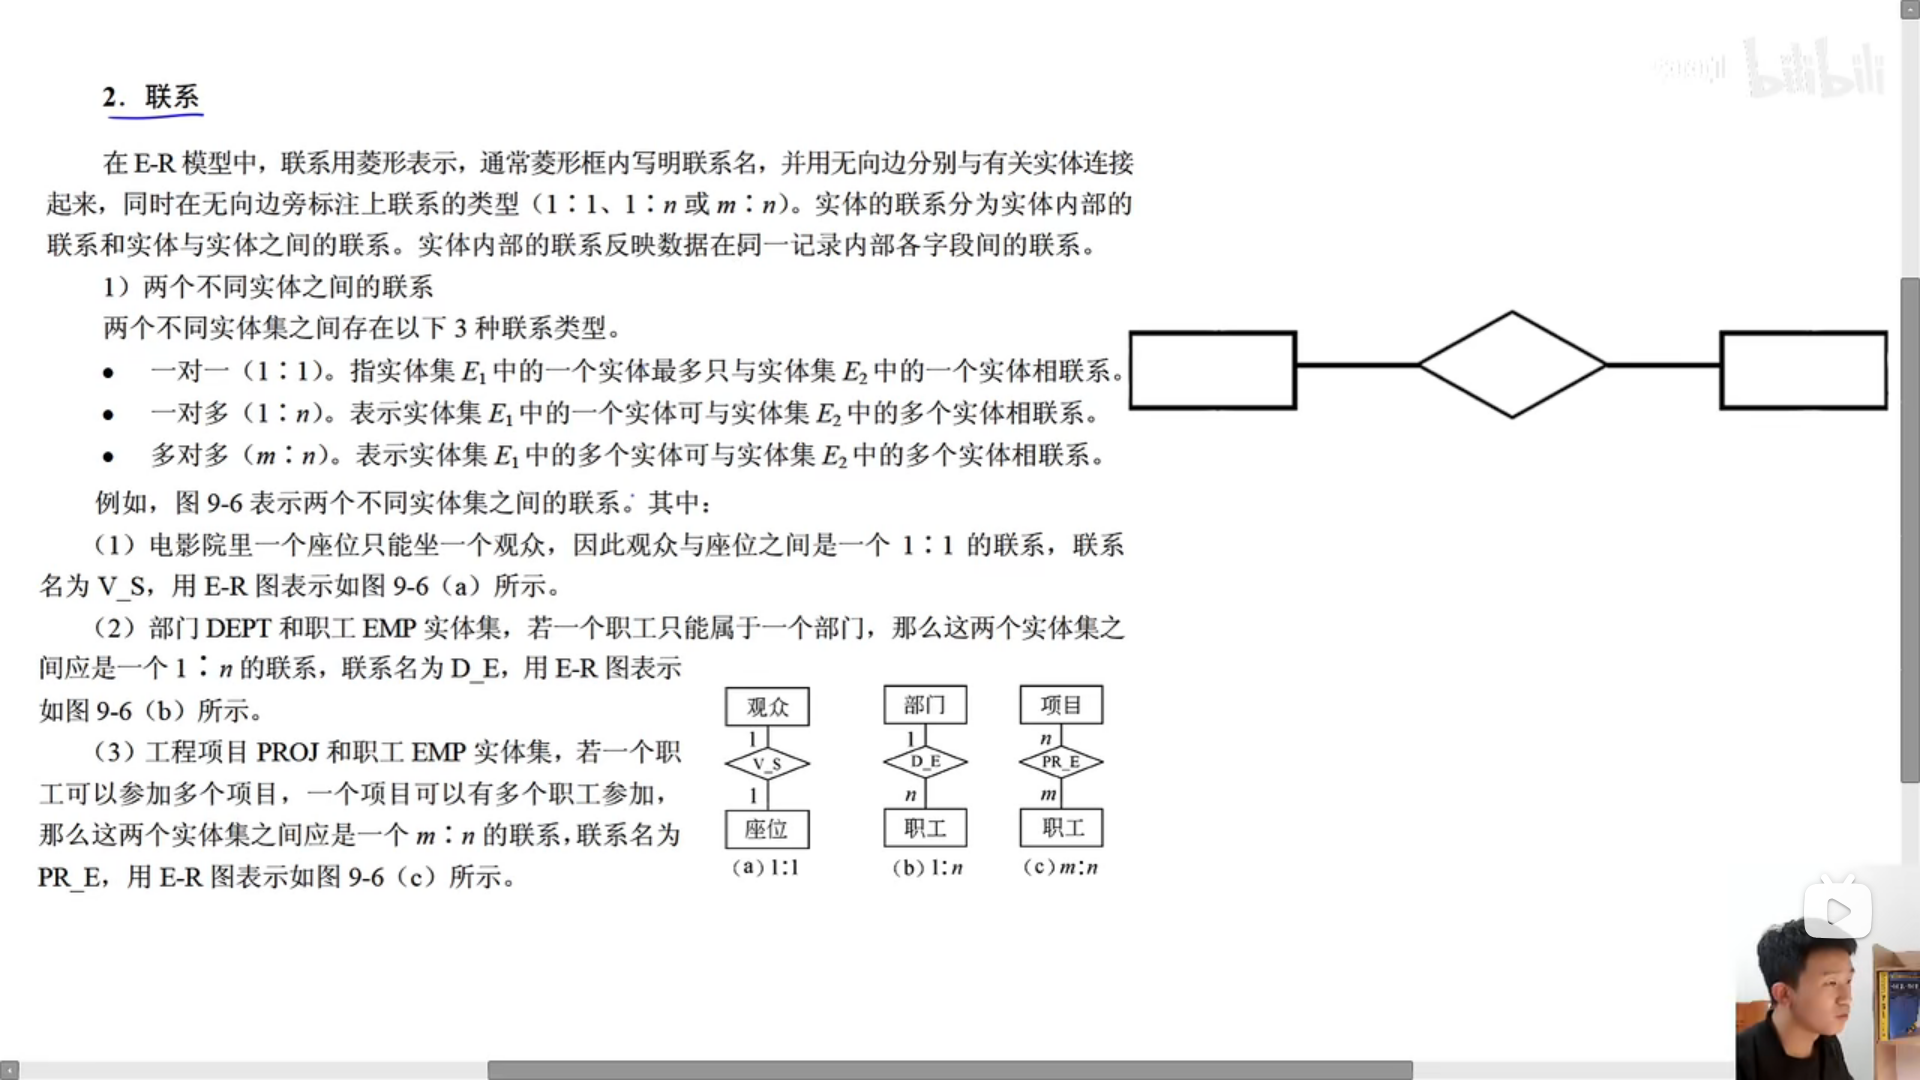 2．联系
在 E-R 模型中，联系用菱形表示，通常菱形框内写明联系名，并用无向边分别与有关实体连接
起来，同时在无向边旁标注上联系的类型（1∶1、1∶n 或 m∶n）。实体的联系分为实体内部的
联系和实体与实体之间的联系。实体内部的联系反映数据在同一记录内部各字段间的联系。
1）两个不同实体之间的联系
两个不同实体集之间存在以下 3 种联系类型。
● 一对一（1∶1）。指实体集 E1 中的一个实体最多只与实体集 E2 中的一个实体相联系。
● 一对多（1∶n）。表示实体集 E1 中的一个实体可与实体集 E2 中的多个实体相联系。
● 多对多（m∶n）。表示实体集 E1 中的多个实体可与实体集 E2 中的多个实体相联系。
例如，图 9-6 表示两个不同实体集之间的联系。其中：
（1）电影院里一个座位只能坐一个观众，因此观众与座位之间是一个 1∶1 的联系，联系
名为 V_S，用 E-R 图表示如图 9-6（a）所示。
（2）部门 DEPT 和职工 EMP 实体集，若一个职工只能属于一个部门，那么这两个实体集之
间应是一个 1∶n 的联系，联系名为 D_E，用 E-R 图表示
如图 9-6（b）所示。
（3）工程项目 PROJ 和职工 EMP 实体集，若一个职
工可以参加多个项目，一个项目可以有多个职工参加，
那么这两个实体集之间应是一个 m∶n 的联系，联系名为
PR_E，用 E-R 图表示如图 9-6（c）所示。
观众
1
V_S
1
座位
(a) 1∶1
部门
1
D_E
n
职工
(b) 1∶n
项目
n
PR_E
m
职工
(c) m∶n
bilibili